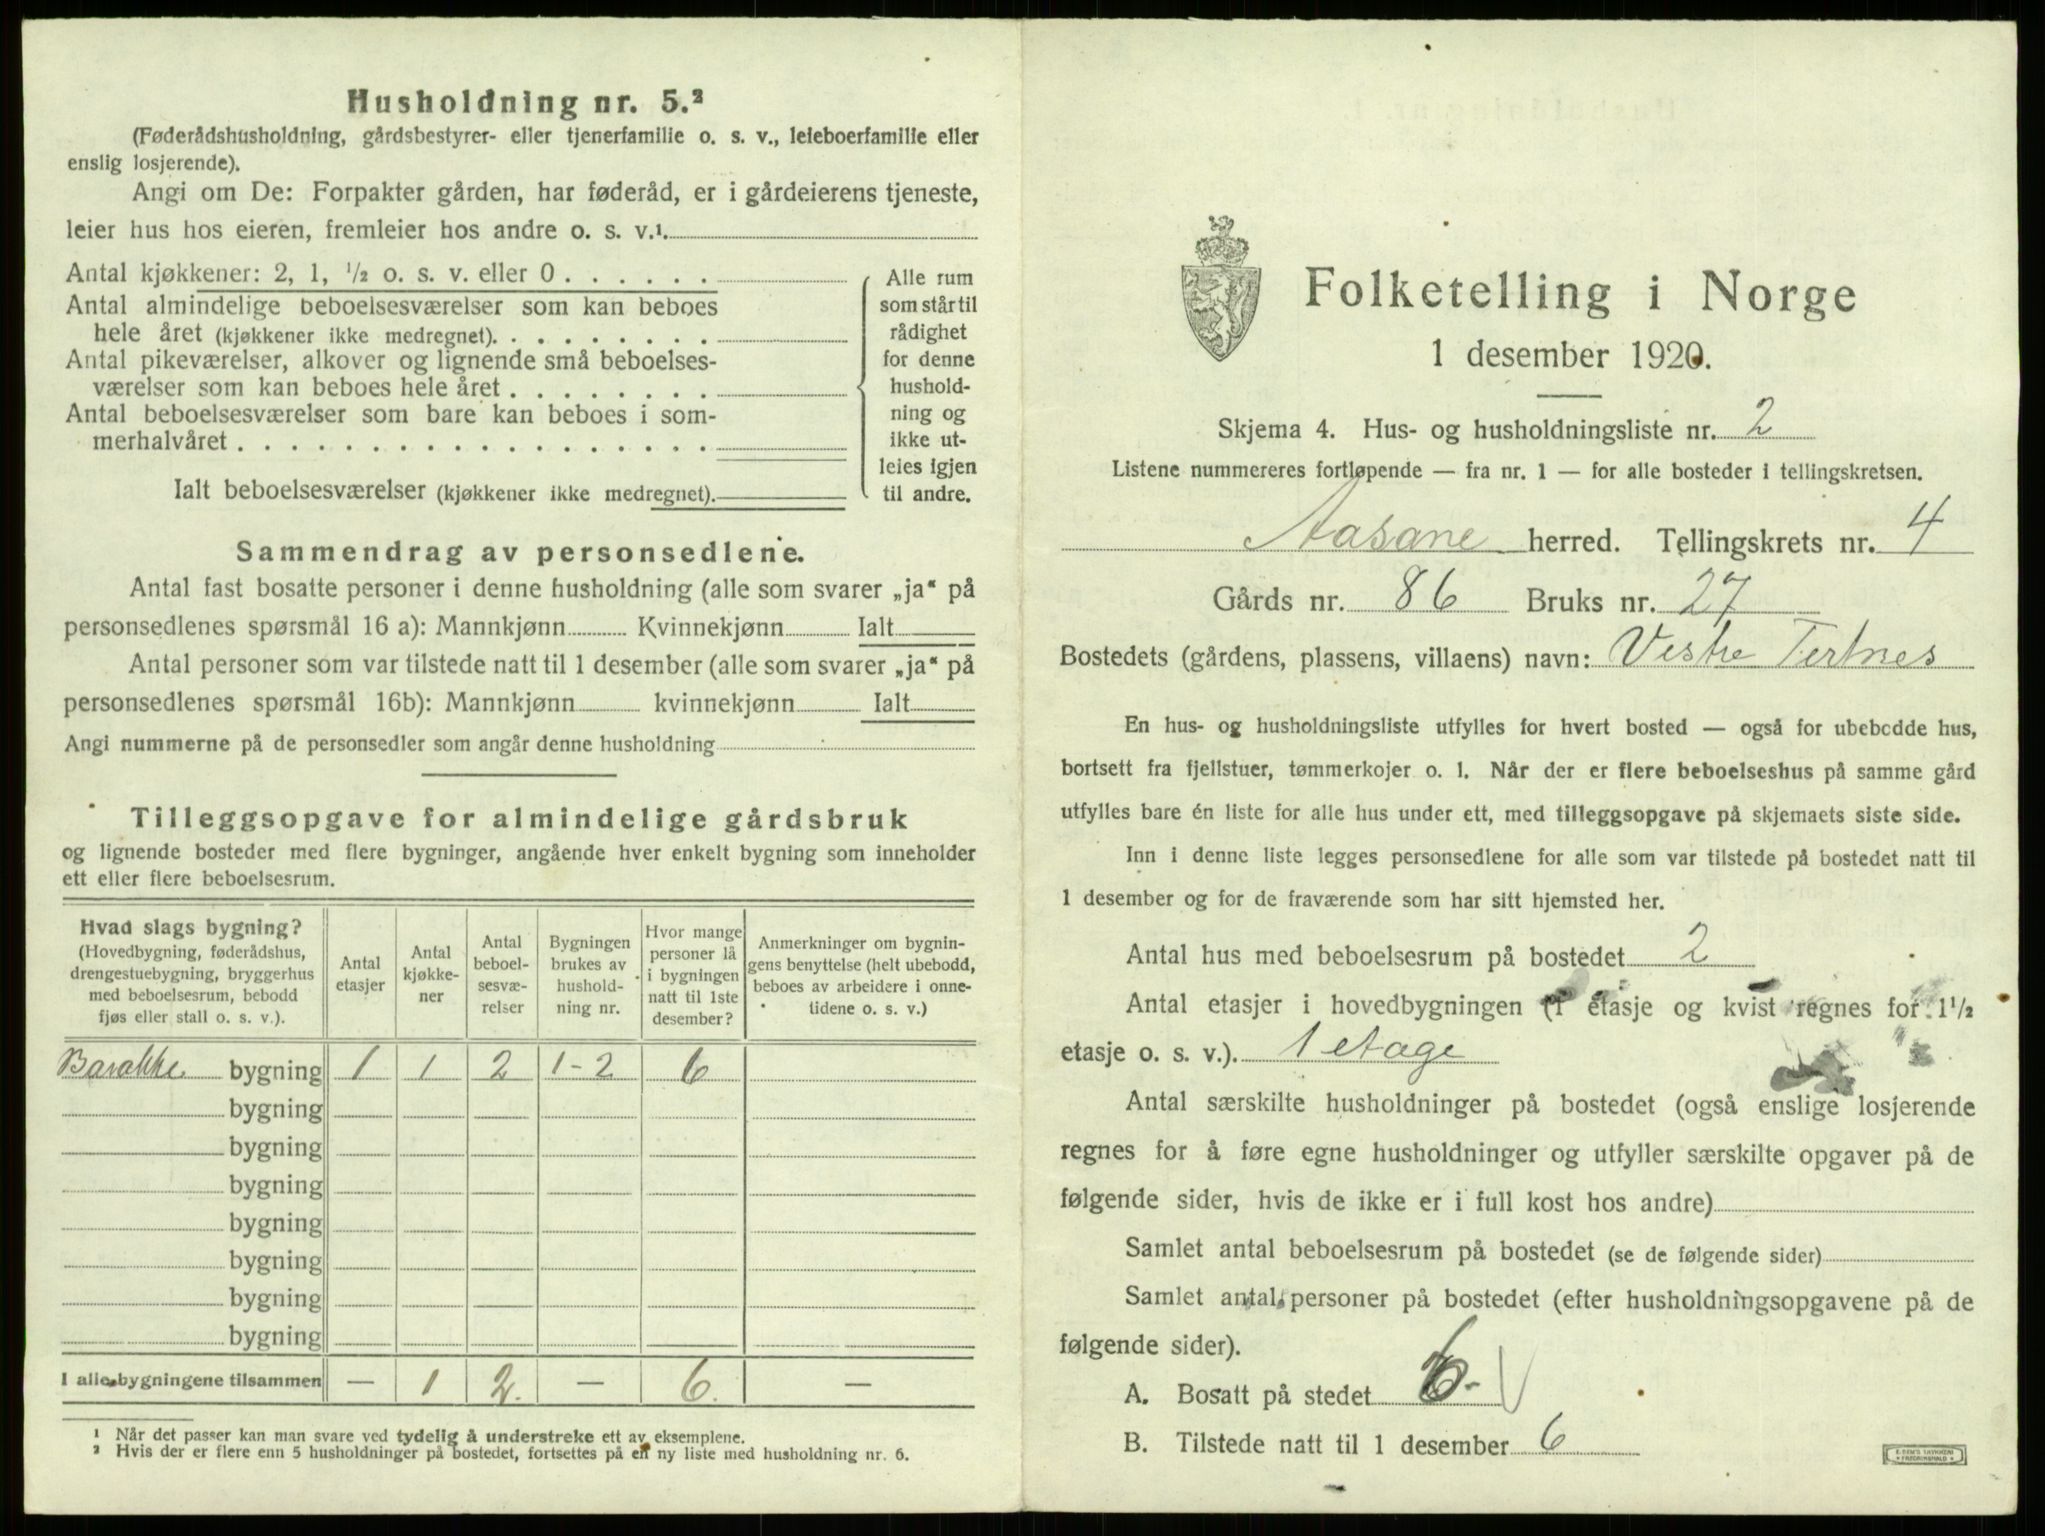 Husholdning nr. 5.²
(Føderådshusholdning, gårdsbestyrer- eller tjenerfamilie o. s. v., leieboerfamilie eller
enslig losjerende).
Angi om De: Forpakter gården, har føderåd, er i gårdeierens tjeneste,
leier hus hos eieren, fremleier hos andre o. s. v.¹
Antal kjøkkener: 2, 1, ½ o. s. v. eller 0 . . . . . .
Antal almindelige beboelsesværelser som kan beboes
hele året (kjøkkener ikke medregnet). . . . . . . . .
Antal pikeværelser, alkover og lignende små beboelses-
værelser som kan beboes hele året . . . . . . . .
Antal beboelsesværelser som bare kan beboes i som-
merhalvåret . . . . . . . . . . . . . . . . . .
Ialt beboelsesværelser (kjøkkener ikke medregnet).
Alle rum
som står til
rådighet
for denne
hushold-
ning og
ikke ut-
leies igjen
til andre.
Sammendrag av personsedlene.
Antal fast bosatte personer i denne husholdning (alle som svarer „ja“ på
personsedlenes spørsmål 16 a): Mannkjønn Kvinnekjønn Ialt
Antal personer som var tilstede natt til 1 desember (alle som svarer „ja“ på
personsedlenes spørsmål 16b): Mannkjønn kvinnekjønn Ialt
Angi nummerne på de personsedler som angår denne husholdning
Tilleggsopgave for almindelige gårdsbruk
og lignende bosteder med flere bygninger, angående hver enkelt bygning som inneholder
ett eller flere beboelsesrum.
Hvad slags bygning?
(Hovedbygning, føderådshus,
drengestuebygning, bryggerhus
med beboelsesrum, bebodd
fjøs eller stall o. s. v.).
Antal
etasjer
Antal
kjøkke-
ner
Antal
beboel-
sesvæ-
relser
Bygningen
brukes av
hushold-
ning nr.
Hvor mange
personer lå
i bygningen
natt til 1ste
desember?
Anmerkninger om bygnin-
gens benyttelse (helt ubebodd,
beboes av arbeidere i onne-
tidene o. s. v.)
Barakke bygning 1 1 2 1-2 6
bygning
bygning
bygning
bygning
bygning
bygning
bygning
I alle bygningene tilsammen — 1 2. — 6. —
¹ Når det passer kan man svare ved tydelig å understreke ett av eksemplene.
² Hvis der er flere enn 5 husholdninger på bostedet, fortsettes på en ny liste med husholdning nr. 6.
Folketelling i Norge
1 desember 1920.
Skjema 4. Hus- og husholdningsliste nr. 2
Listene nummereres fortløpende — fra nr. 1 — for alle bosteder i tellingskretsen.
Aasane herred. Tellingskrets nr. 4
Gårds nr. 86 Bruks nr. 27
Bostedets (gårdens, plassens, villaens) navn: Vestre Tertnes
En hus- og husholdningsliste utfylles for hvert bosted — også for ubebodde hus,
bortsett fra fjellstuer, tømmerkojer o. l. Når der er flere beboelseshus på samme gård
utfylles bare én liste for alle hus under ett, med tilleggsopgave på skjemaets siste side.
Inn i denne liste legges personsedlene for alle som var tilstede på bostedet natt til
1 desember og for de fraværende som har sitt hjemsted her.
Antal hus med beboelsesrum på bostedet 2
Antal etasjer i hovedbygningen (1 etasje og kvist regnes for 1½
etasje o. s. v.). 1 etage
Antal særskilte husholdninger på bostedet (også enslige losjerende
regnes for å føre egne husholdninger og utfyller særskilte opgaver på de
følgende sider, hvis de ikke er i full kost hos andre)
Samlet antal beboelsesrum på bostedet (se de følgende sider)
Samlet antal personer på bostedet (efter husholdningsopgavene på de
følgende sider).
A. Bosatt på stedet 6-
B. Tilstede natt til 1 desember 6